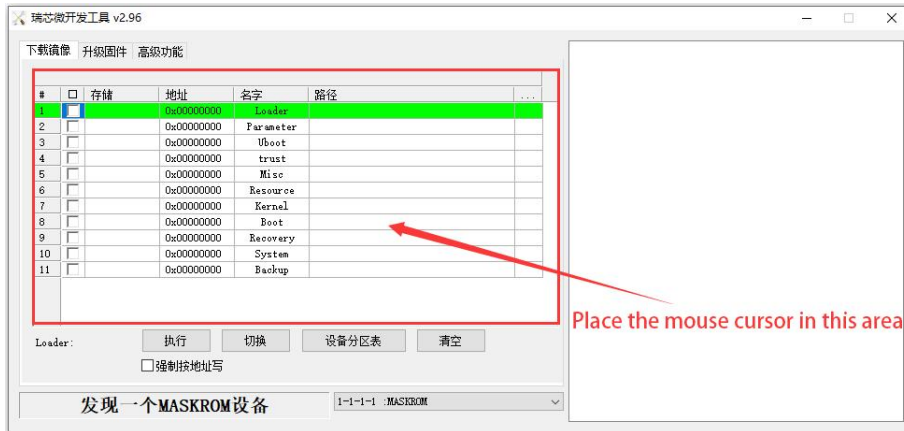 瑞芯微开发工具 v2.96
下载镜像 升级固件 高级功能
# 存储 地址 名字 路径 ...
1 0x00000000 Loader
2 0x00000000 Parameter
3 0x00000000 Uboot
4 0x00000000 trust
5 0x00000000 Misc
6 0x00000000 Resource
7 0x00000000 Kernel
8 0x00000000 Boot
9 0x00000000 Recovery
10 0x00000000 System
11 0x00000000 Backup
Place the mouse cursor in this area
Loader: 执行 切换 设备分区表 清空
强制按地址写
发现一个MASKROM设备 1-1-1-1 :MASKROM